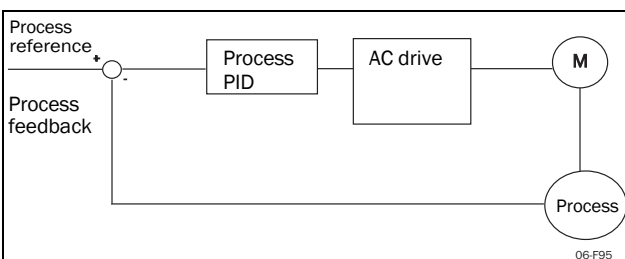 Process
reference
+
-
Process
feedback
Process
PID
AC drive
M
Process
06-F95